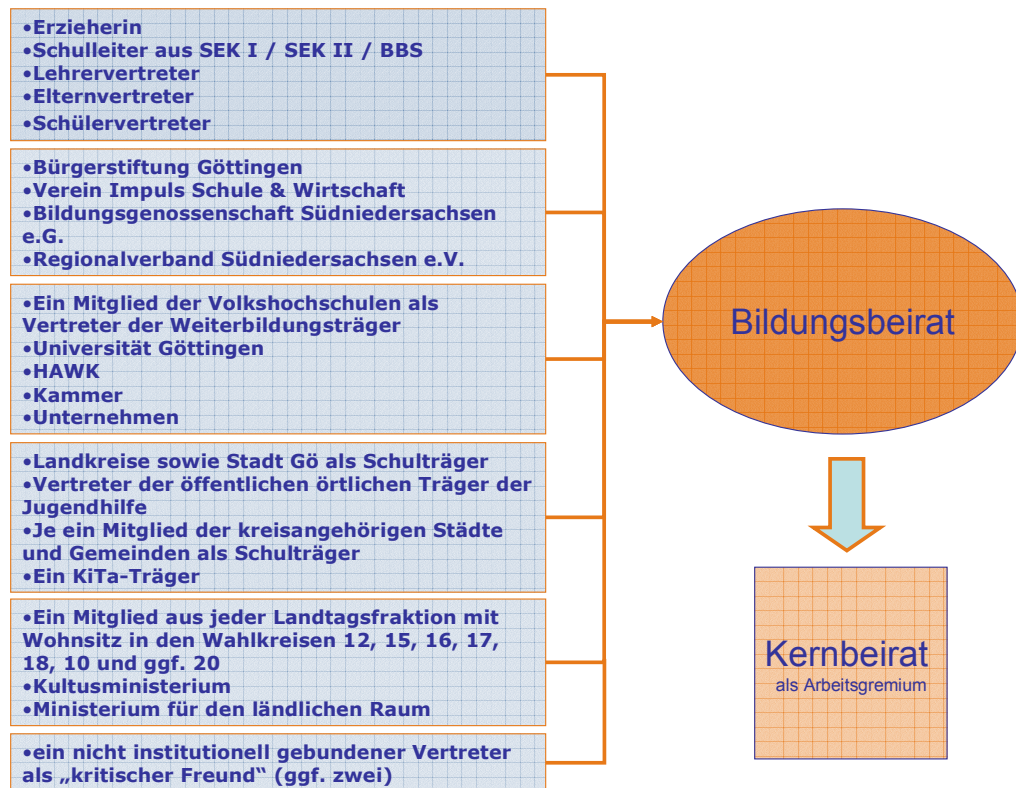 •Erzieherin
•Schulleiter aus SEK I / SEK II / BBS
•Lehrervertreter
•Elternvertreter
•Schülervertreter
•Bürgerstiftung Göttingen
•Verein Impuls Schule & Wirtschaft
•Bildungsgenossenschaft Südniedersachsen
e.G.
•Regionalverband Südniedersachsen e.V.
•Ein Mitglied der Volkshochschulen als
Vertreter der Weiterbildungsträger
•Universität Göttingen
•HAWK
•Kammer
•Unternehmen
•Landkreise sowie Stadt Gö als Schulträger
•Vertreter der öffentlichen örtlichen Träger der
Jugendhilfe
•Je ein Mitglied der kreisangehörigen Städte
und Gemeinden als Schulträger
•Ein KiTa-Träger
•Ein Mitglied aus jeder Landtagsfraktion mit
Wohnsitz in den Wahlkreisen 12, 15, 16, 17,
18, 10 und ggf. 20
•Kultusministerium
•Ministerium für den ländlichen Raum
•ein nicht institutionell gebundener Vertreter
als „kritischer Freund“ (ggf. zwei)
Bildungsbeirat
Kernbeirat
als Arbeitsgremium